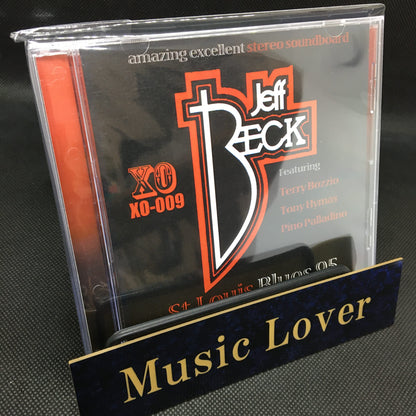 amazing excellent stereo soundboard
Jeff
BECK
XO
XO-009
Featuring
Terry Bozzio
Tony Hymas
Pino Palladino
St. Louis Blues 95
Music Lover